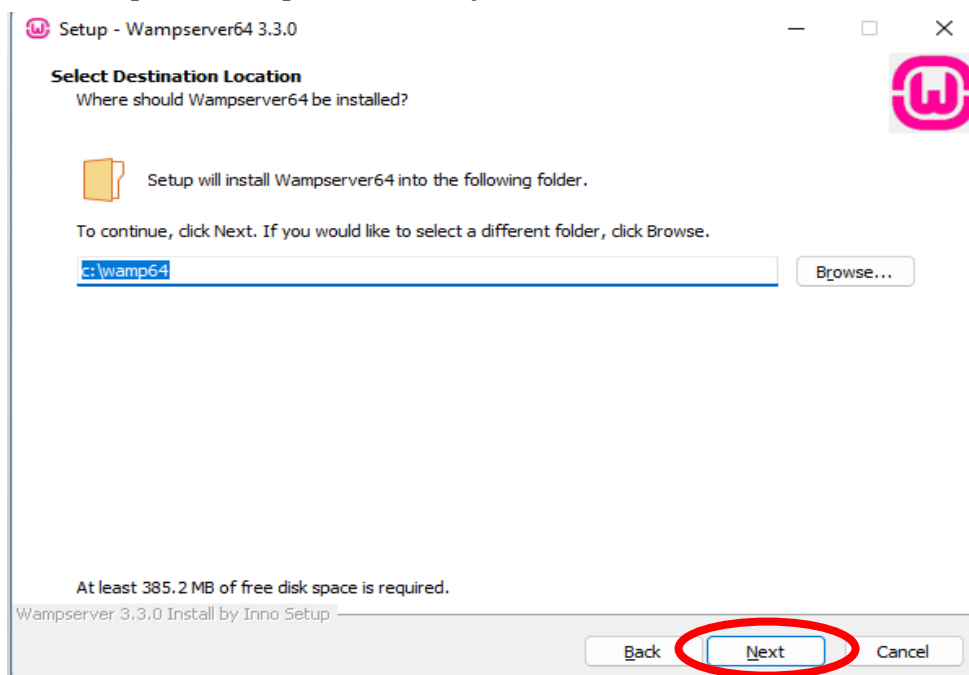 Setup - Wampserver64 3.3.0
Select Destination Location
Where should Wampserver64 be installed?
Setup will install Wampserver64 into the following folder.
To continue, click Next. If you would like to select a different folder, click Browse.
c:\wamp64
Browse...
At least 385.2 MB of free disk space is required.
Wampserver 3.3.0 Install by Inno Setup
Back Next Cancel